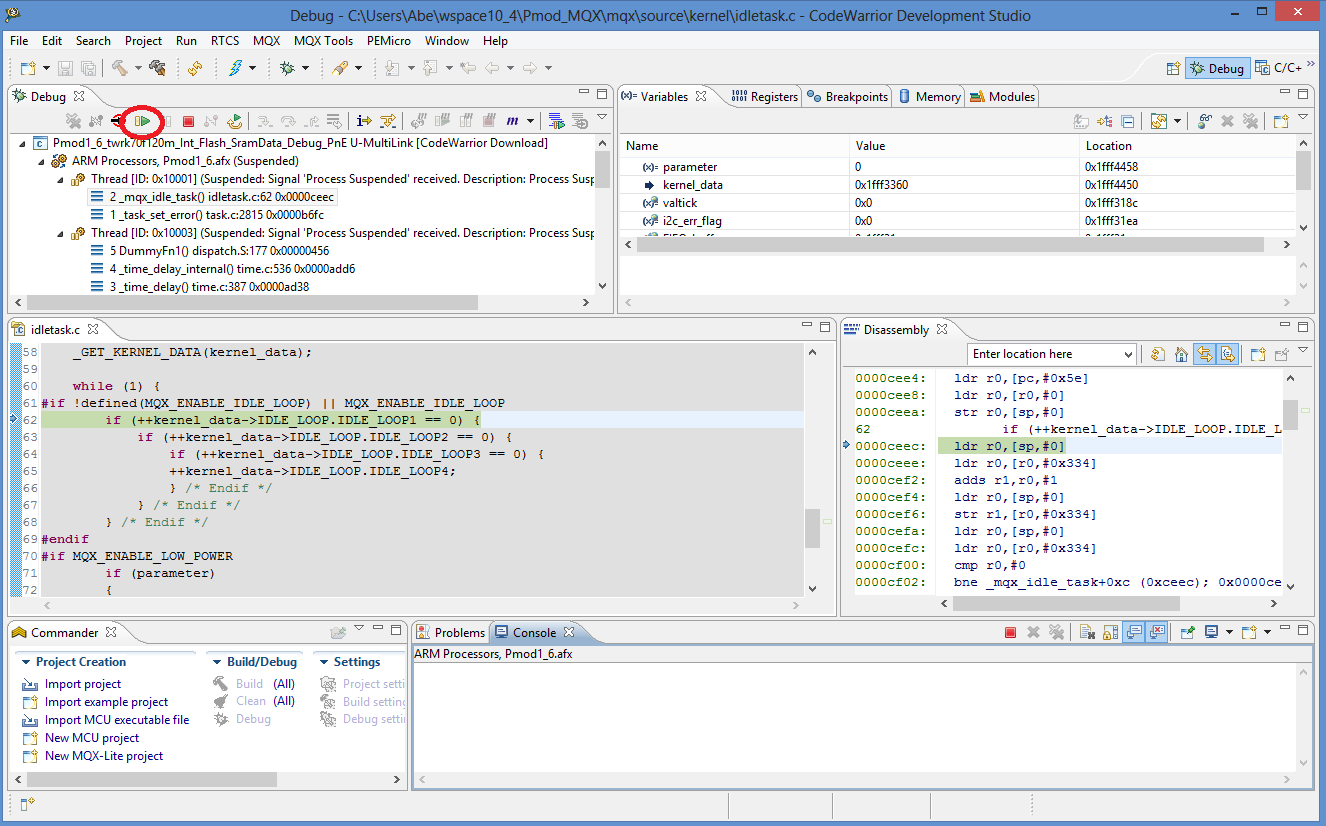 Debug - C:\Users\Abe\wspace10_4\Pmod_MQX\mqx\source\kernel\idletask.c - CodeWarrior Development Studio
File Edit Search Project Run RTCS MQX MQX Tools PEMicro Window Help
Debug C/C+
Debug
Pmod1_6_twrk70f120m_Int_Flash_SramData_Debug_PnE U-MultiLink [CodeWarrior Download]
ARM Processors, Pmod1_6.afx (Suspended)
Thread [ID: 0x10001] (Suspended: Signal 'Process Suspended' received. Description: Process Susp
2 _mqx_idle_task() idletask.c:62 0x0000ceec
1 _task_set_error() task.c:2815 0x0000b6fc
Thread [ID: 0x10003] (Suspended: Signal 'Process Suspended' received. Description: Process Susp
5 DummyFn1() dispatch.S:177 0x00000456
4 _time_delay_internal() time.c:536 0x0000add6
3 _time_delay() time.c:387 0x0000ad38
(x)= Variables Registers Breakpoints Memory Modules
Name Value Location
parameter 0 0x1fff4458
kernel_data 0x1fff3360 0x1fff4450
valtick 0x0 0x1fff318c
i2c_err_flag 0x0 0x1fff31ea
idletask.c
58 _GET_KERNEL_DATA(kernel_data);
59
60 while (1) {
61 #if !defined(MQX_ENABLE_IDLE_LOOP) || MQX_ENABLE_IDLE_LOOP
62 if (++kernel_data->IDLE_LOOP.IDLE_LOOP1 == 0) {
63 if (++kernel_data->IDLE_LOOP.IDLE_LOOP2 == 0) {
64 if (++kernel_data->IDLE_LOOP.IDLE_LOOP3 == 0) {
65 ++kernel_data->IDLE_LOOP.IDLE_LOOP4;
66 } /* Endif */
67 } /* Endif */
68 } /* Endif */
69 #endif
70 #if MQX_ENABLE_LOW_POWER
71 if (parameter)
72 {
Disassembly
Enter location here
0000cee4: ldr r0,[pc,#0x5e]
0000cee8: ldr r0,[r0,#0]
0000ceea: str r0,[sp,#0]
62 if (++kernel_data->IDLE_LOOP.IDLE_L
0000ceec: ldr r0,[sp,#0]
0000ceee: ldr r0,[r0,#0x334]
0000cef2: adds r1,r0,#1
0000cef4: ldr r0,[sp,#0]
0000cef6: str r1,[r0,#0x334]
0000cefa: ldr r0,[sp,#0]
0000cefc: ldr r0,[r0,#0x334]
0000cf00: cmp r0,#0
0000cf02: bne _mqx_idle_task+0xc (0xceec); 0x0000ce
Commander
Project Creation
Import project
Import example project
Import MCU executable file
New MCU project
New MQX-Lite project
Build/Debug
Build (All)
Clean (All)
Debug
Settings
Project setti
Build setting
Debug settin
Problems Console
ARM Processors, Pmod1_6.afx